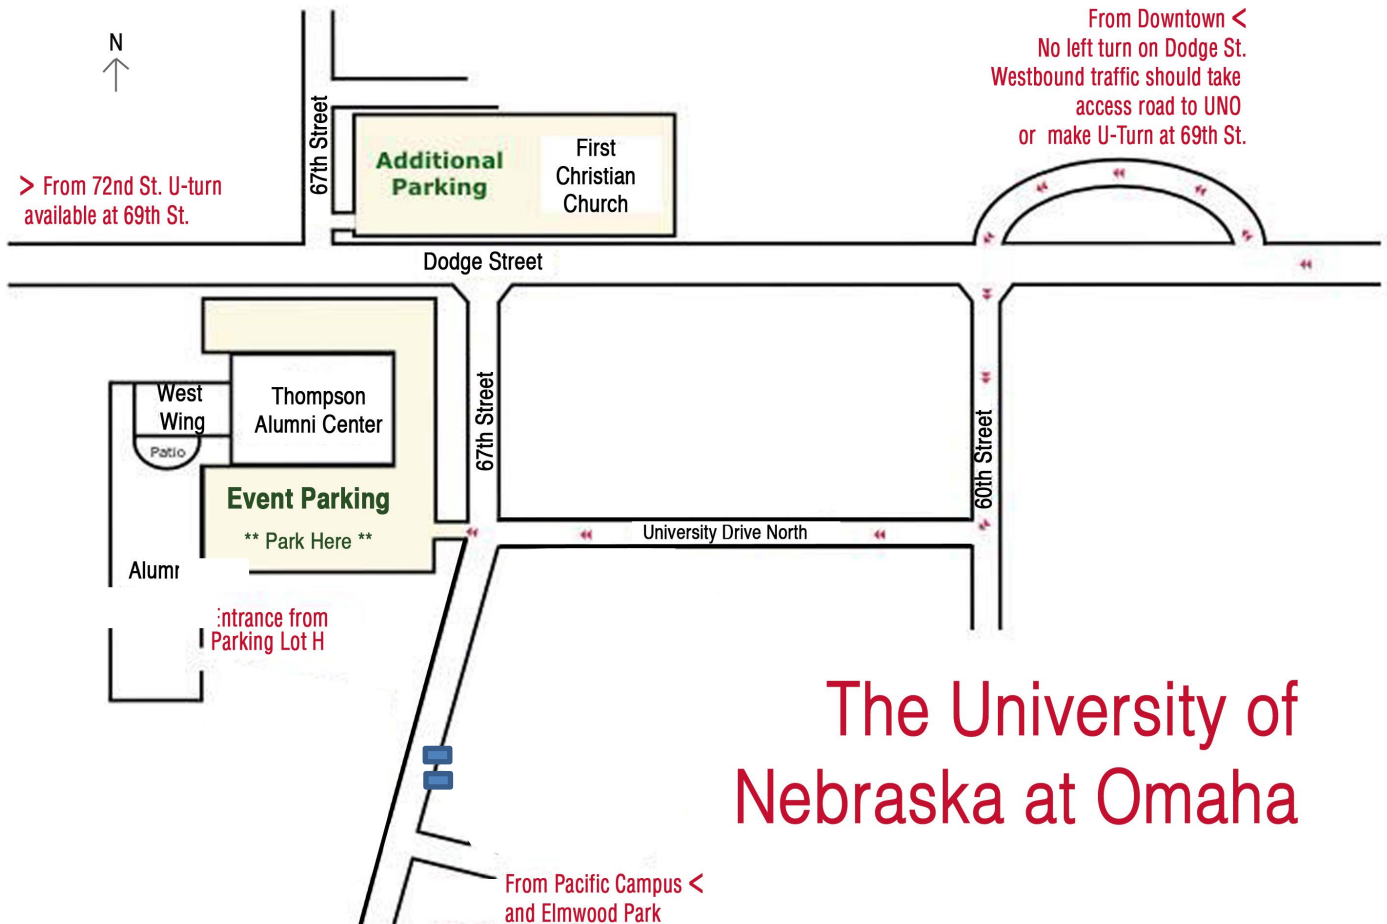 N
From Downtown <
No left turn on Dodge St.
Westbound traffic should take
access road to UNO
or make U-Turn at 69th St.
67th Street
Additional
Parking
First
Christian
Church
> From 72nd St. U-turn
available at 69th St.
Dodge Street
West
Wing
Patio
Thompson
Alumni Center
67th Street
60th Street
Event Parking
** Park Here **
University Drive North
Entrance from
Parking Lot H
The University of
Nebraska at Omaha
From Pacific Campus <
and Elmwood Park